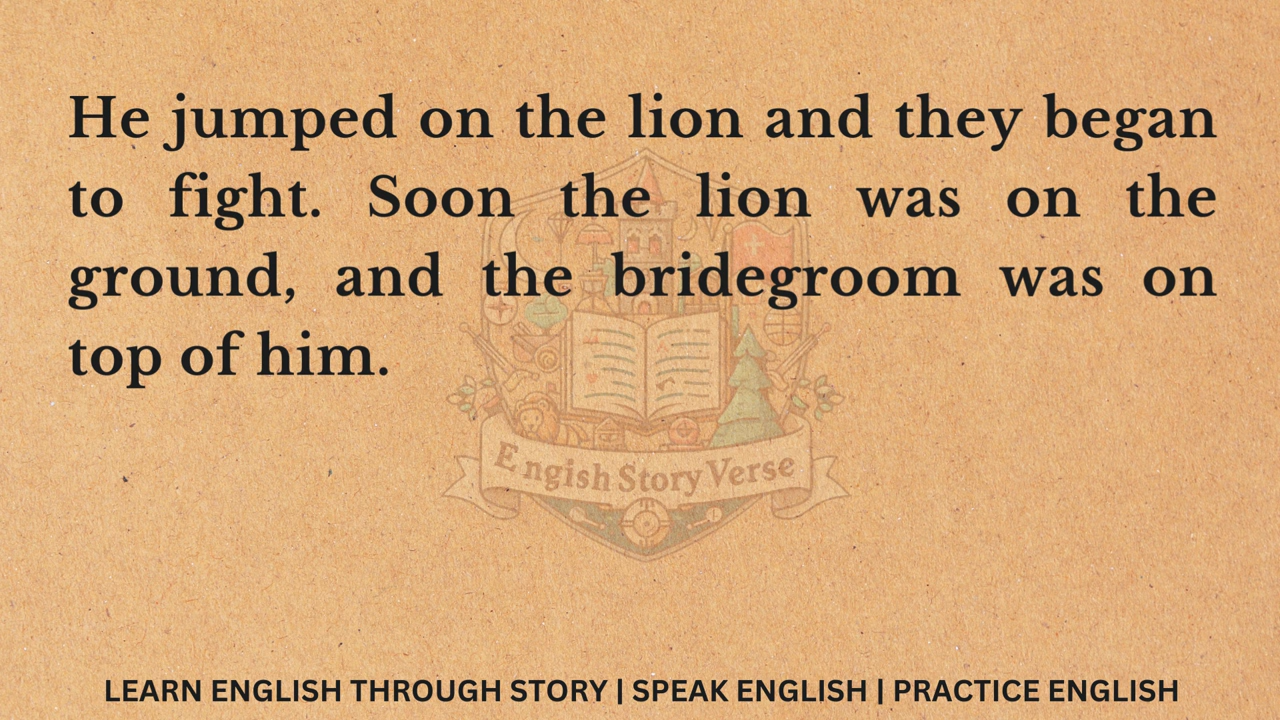 He jumped on the lion and they began
to fight. Soon the lion was on the
ground, and the bridegroom was on
top of him.
Engish Story Verse
LEARN ENGLISH THROUGH STORY | SPEAK ENGLISH | PRACTICE ENGLISH